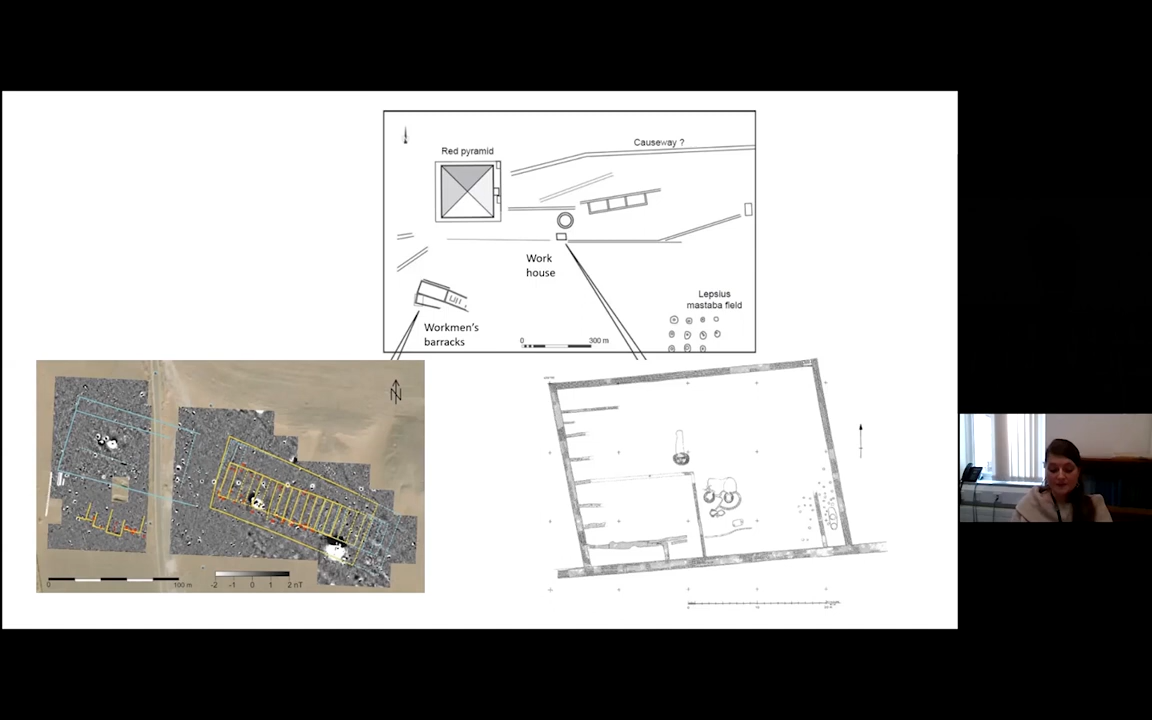 Causeway ?
Red pyramid
Work
house
Lepsius
mastaba field
Workmen's
barracks
0 300 m
N
0 100 m
-2 -1 0 1 2 nT